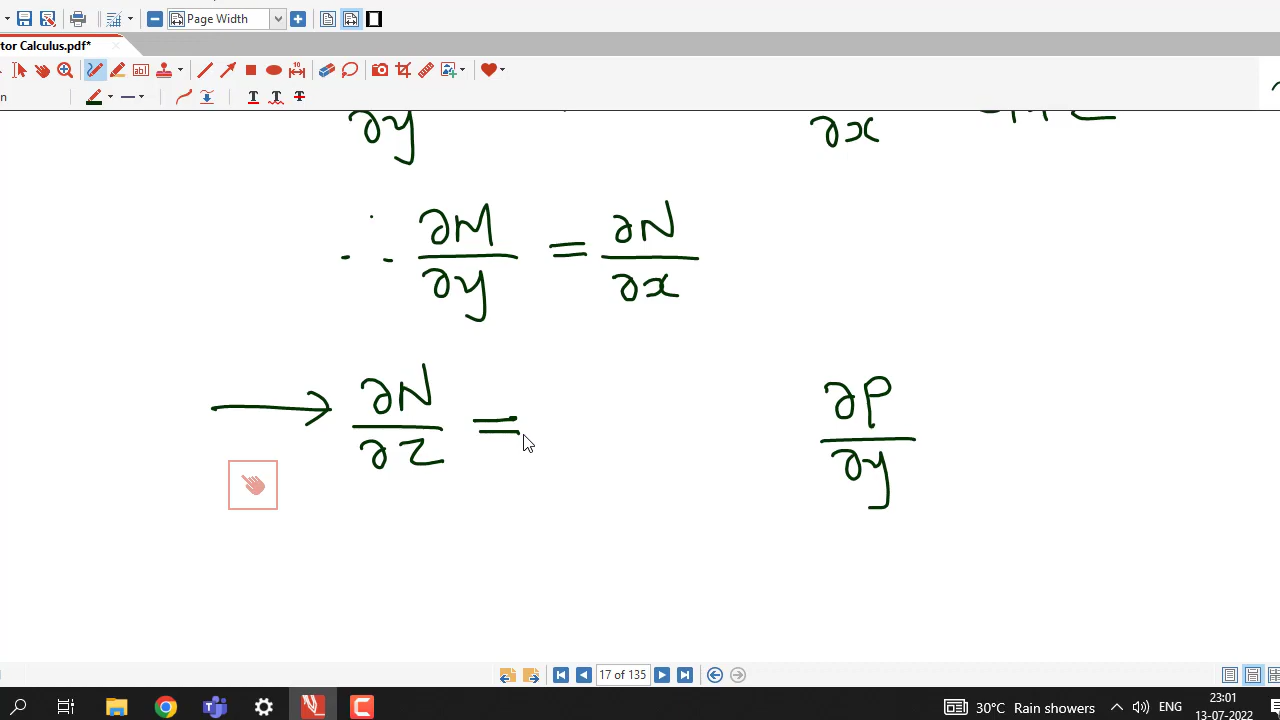 Page Width
tor Calculus.pdf*
n
∂y ∂x
∴ ∂M/∂y = ∂N/∂x
→ ∂N/∂z = ∂P/∂y
17 of 135
30°C Rain showers ENG 23:01
13-07-2022